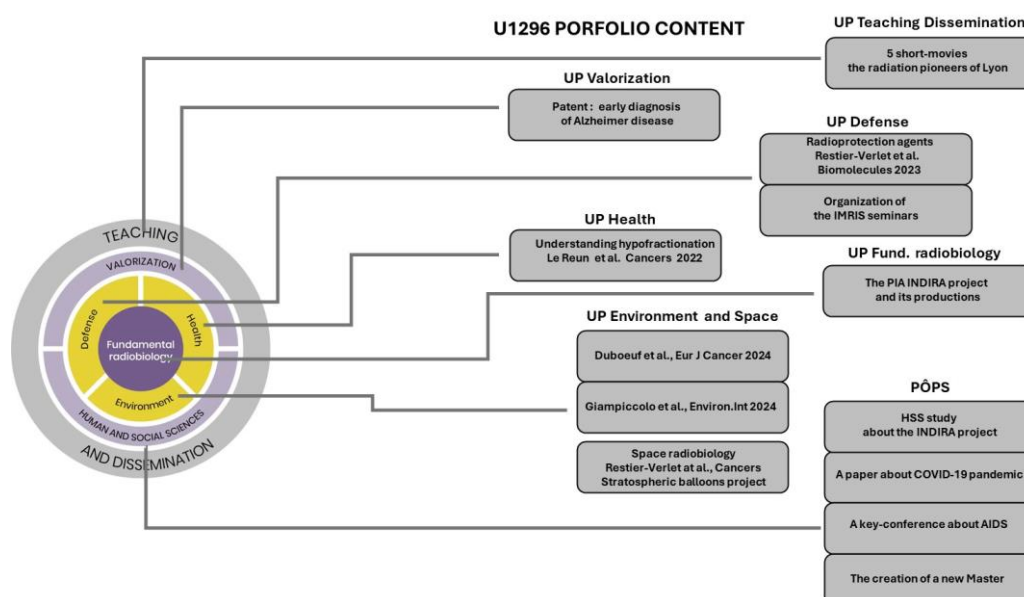 U1296 PORFOLIO CONTENT
UP Teaching Dissemination
5 short-movies
the radiation pioneers of Lyon
UP Valorization
Patent : early diagnosis
of Alzheimer disease
UP Defense
Radioprotection agents
Restier-Verlet et al.
Biomolecules 2023
Organization of
the IMRIS seminars
UP Health
Understanding hypofractionation
Le Reun et al. Cancers 2022
UP Fund. radiobiology
The PIA INDIRA project
and its productions
UP Environment and Space
Duboeuf et al., Eur J Cancer 2024
Giampiccolo et al., Environ.Int 2024
Space radiobiology
Restier-Verlet at al., Cancers
Stratospheric balloons project
PÔPS
HSS study
about the INDIRA project
A paper about COVID-19 pandemic
A key-conference about AIDS
The creation of a new Master
TEACHING
VALORIZATION
Defense
Health
Fundamental
radiobiology
Environment
HUMAN AND SOCIAL SCIENCES
AND DISSEMINATION